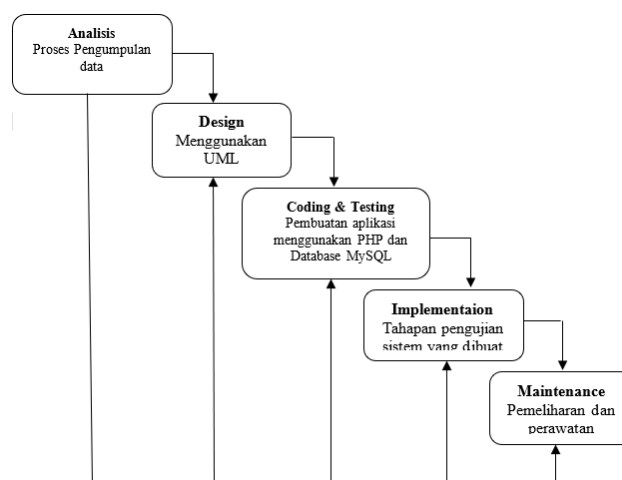 Analisis
Proses Pengumpulan
data
Design
Menggunakan
UML
Coding & Testing
Pembuatan aplikasi
menggunakan PHP dan
Database MySQL
Implementaion
Tahapan pengujian
sistem yang dibuat
Maintenance
Pemeliharan dan
perawatan